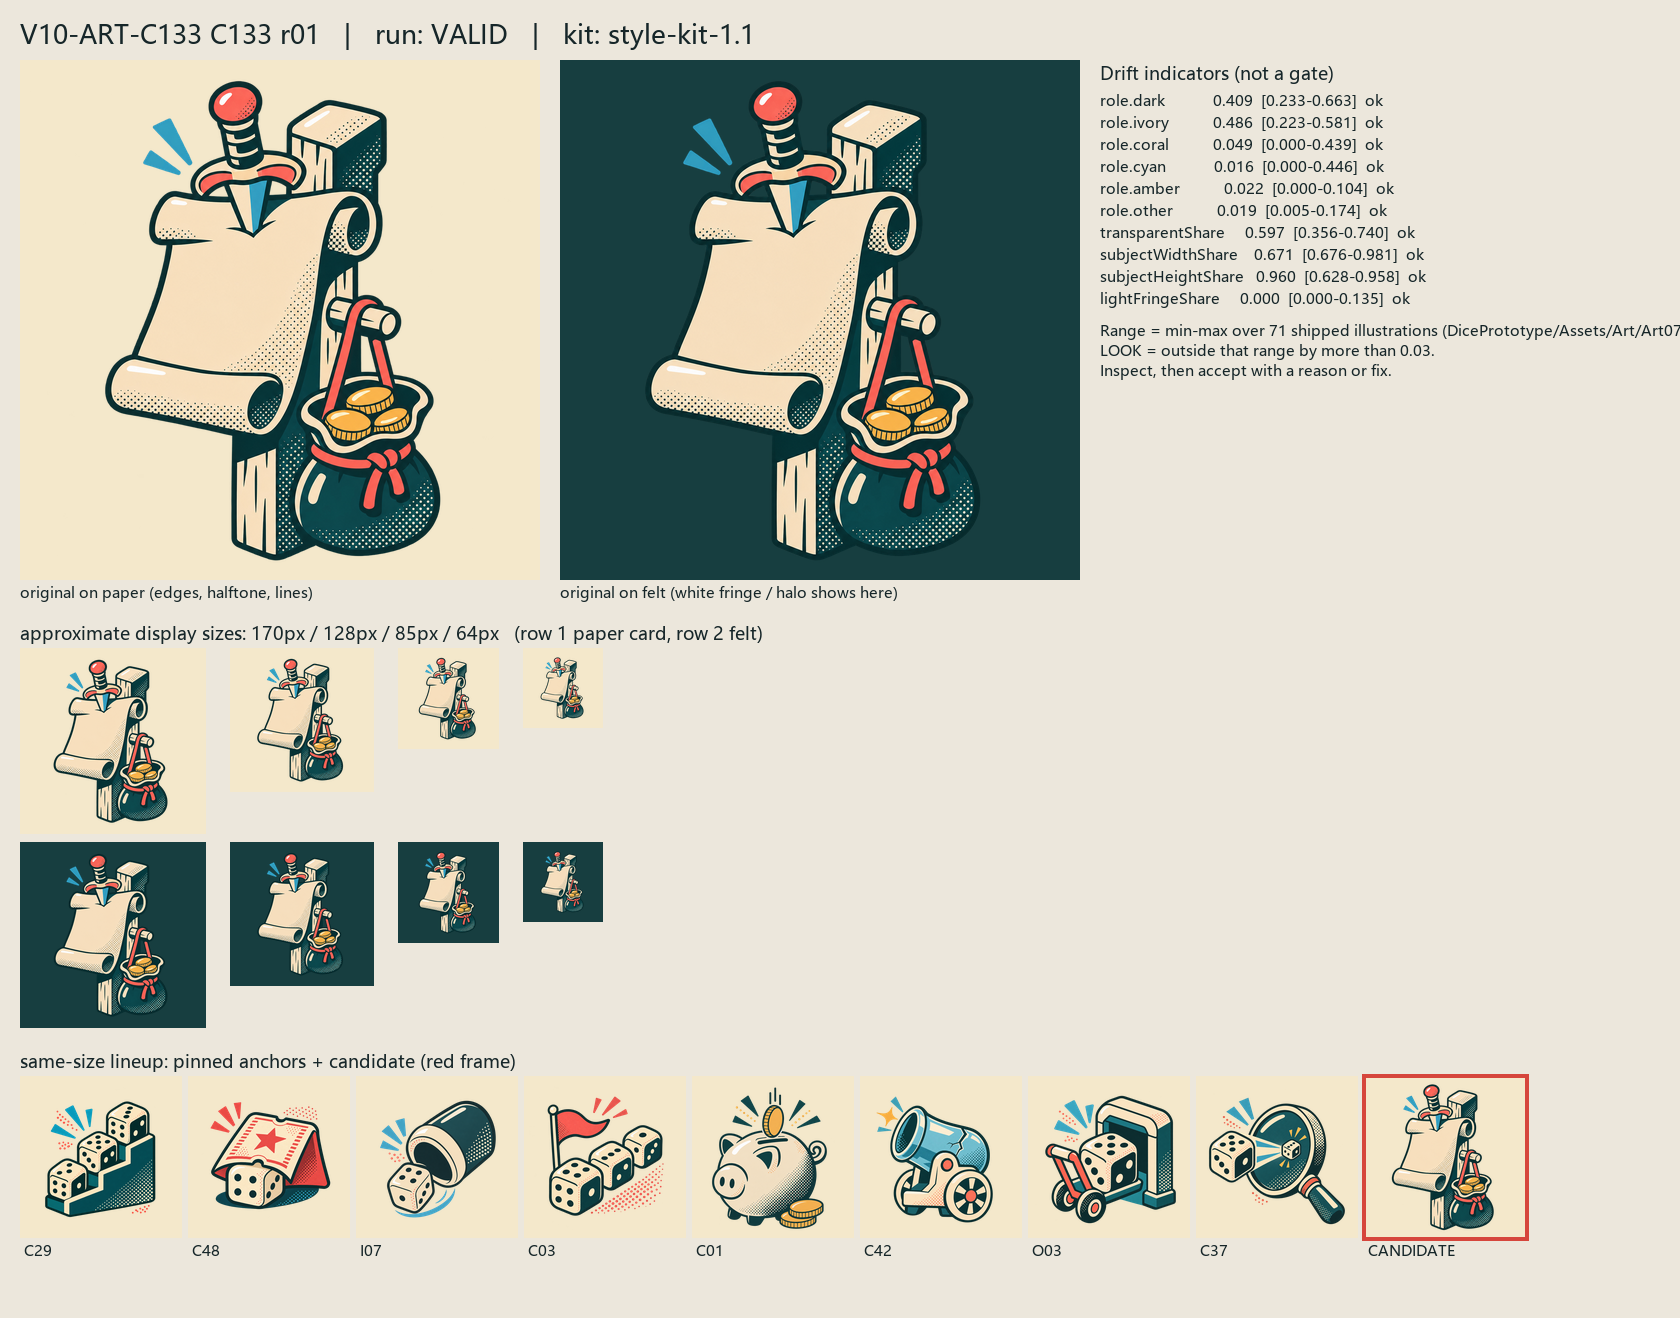 V10-ART-C133 C133 r01 | run: VALID | kit: style-kit-1.1
Drift indicators (not a gate)
role.dark 0.409 [0.233-0.663] ok
role.ivory 0.486 [0.223-0.581] ok
role.coral 0.049 [0.000-0.439] ok
role.cyan 0.016 [0.000-0.446] ok
role.amber 0.022 [0.000-0.104] ok
role.other 0.019 [0.005-0.174] ok
transparentShare 0.597 [0.356-0.740] ok
subjectWidthShare 0.671 [0.676-0.981] ok
subjectHeightShare 0.960 [0.628-0.958] ok
lightFringeShare 0.000 [0.000-0.135] ok
Range = min-max over 71 shipped illustrations (DicePrototype/Assets/Art/Art07
LOOK = outside that range by more than 0.03.
Inspect, then accept with a reason or fix.
original on paper (edges, halftone, lines)
original on felt (white fringe / halo shows here)
approximate display sizes: 170px / 128px / 85px / 64px (row 1 paper card, row 2 felt)
same-size lineup: pinned anchors + candidate (red frame)
C29 C48 I07 C03 C01 C42 O03 C37 CANDIDATE